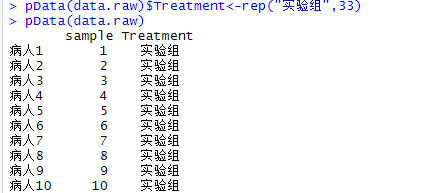 > pData(data.raw)$Treatment<-rep("实验组",33)
> pData(data.raw)
sample Treatment
病人1 1 实验组
病人2 2 实验组
病人3 3 实验组
病人4 4 实验组
病人5 5 实验组
病人6 6 实验组
病人7 7 实验组
病人8 8 实验组
病人9 9 实验组
病人10 10 实验组